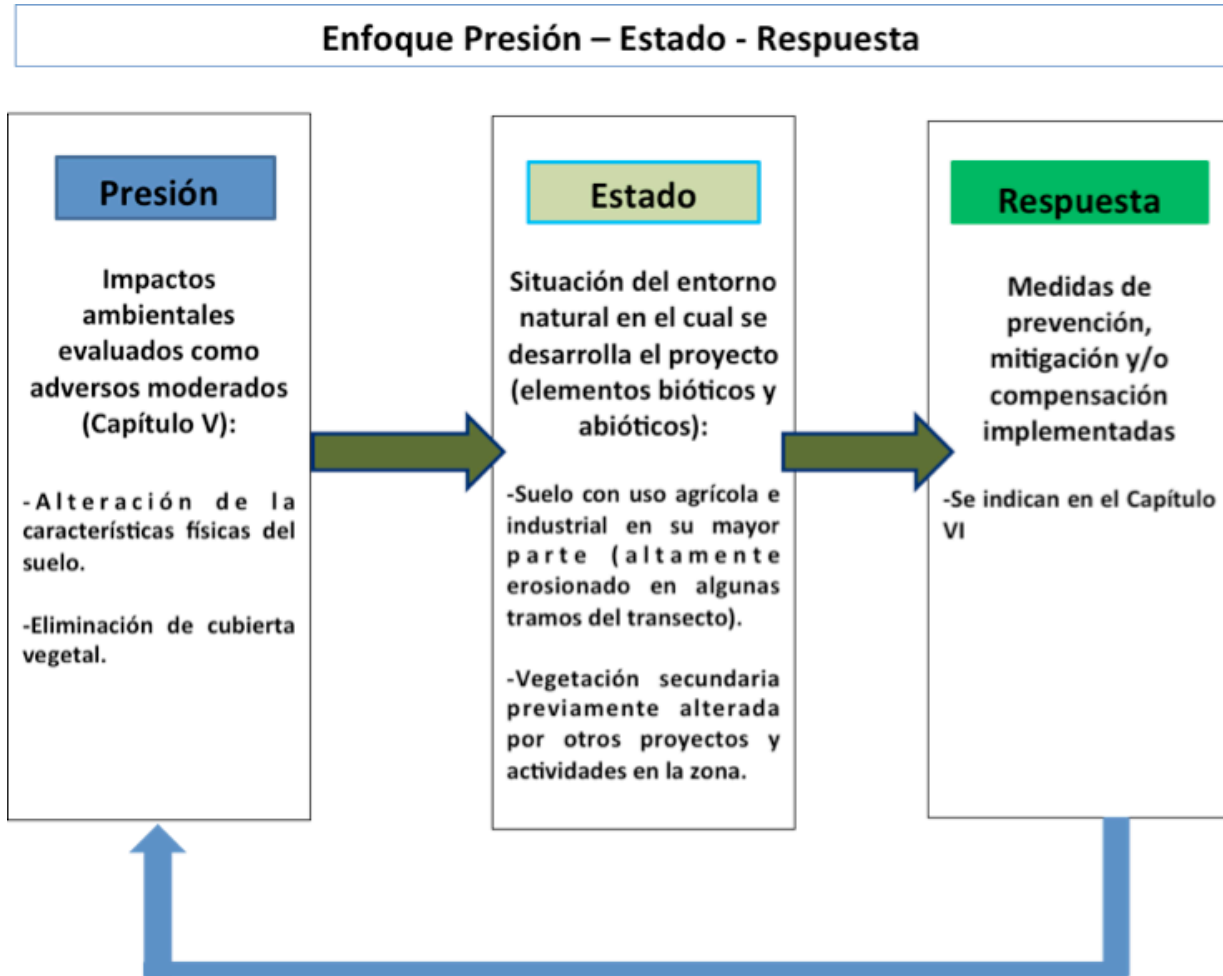 Enfoque Presión – Estado - Respuesta
Presión
Impactos
ambientales
evaluados como
adversos moderados
(Capítulo V):
-Alteración de la
características físicas del
suelo.
-Eliminación de cubierta
vegetal.
Estado
Situación del entorno
natural en el cual se
desarrolla el proyecto
(elementos bióticos y
abióticos):
-Suelo con uso agrícola e
industrial en su mayor
parte (altamente
erosionado en algunas
tramos del transecto).
-Vegetación secundaria
previamente alterada
por otros proyectos y
actividades en la zona.
Respuesta
Medidas de
prevención,
mitigación y/o
compensación
implementadas
-Se indican en el Capítulo
VI